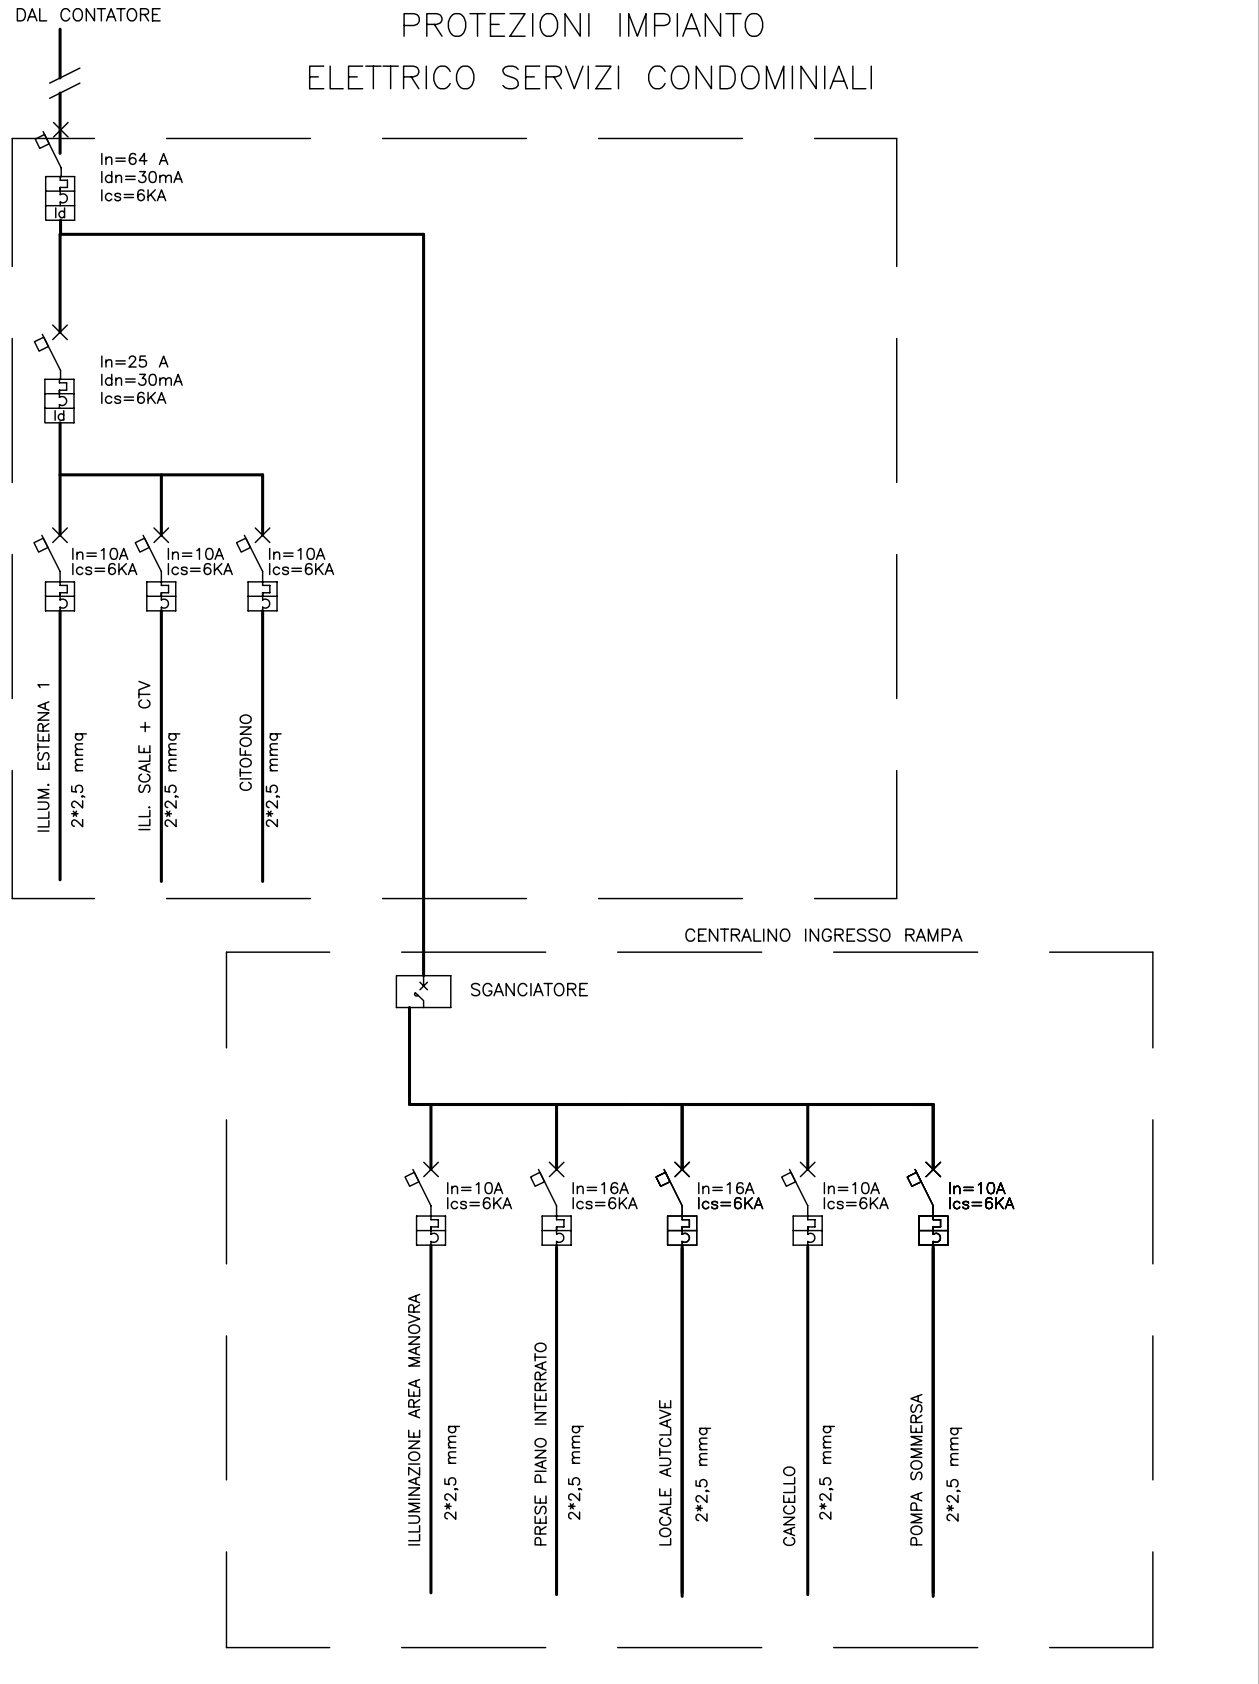 DAL CONTATORE
PROTEZIONI IMPIANTO
ELETTRICO SERVIZI CONDOMINIALI
In=64 A
Idn=30mA
Ics=6KA
Id
In=25 A
Idn=30mA
Ics=6KA
Id
In=10A
Ics=6KA
In=10A
Ics=6KA
In=10A
Ics=6KA
ILLUM. ESTERNA 1
2*2,5 mmq
ILL. SCALE + CTV
2*2,5 mmq
CITOFONO
2*2,5 mmq
CENTRALINO INGRESSO RAMPA
SGANCIATORE
In=10A
Ics=6KA
In=16A
Ics=6KA
In=16A
Ics=6KA
In=10A
Ics=6KA
In=10A
Ics=6KA
ILLUMINAZIONE AREA MANOVRA
2*2,5 mmq
PRESE PIANO INTERRATO
2*2,5 mmq
LOCALE AUTCLAVE
2*2,5 mmq
CANCELLO
2*2,5 mmq
POMPA SOMMERSA
2*2,5 mmq